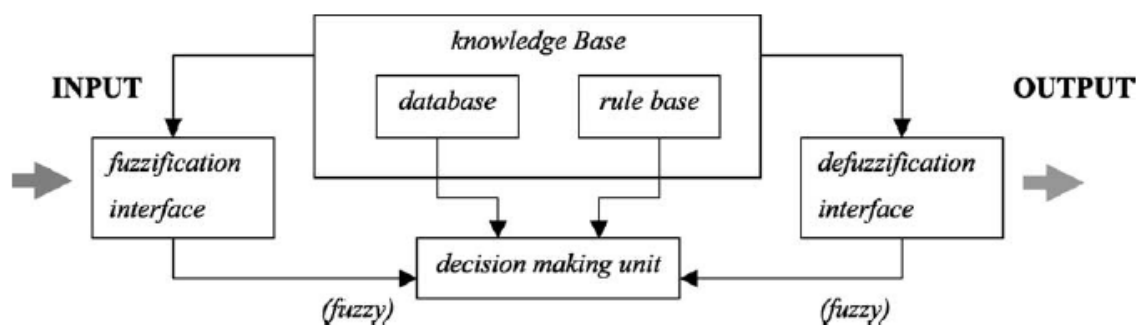 knowledge Base
INPUT
OUTPUT
database
rule base
fuzzification
interface
defuzzification
interface
decision making unit
(fuzzy)
(fuzzy)